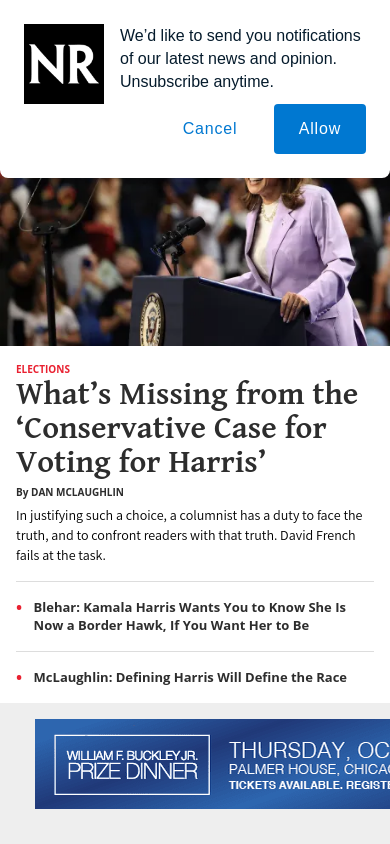 NR
We’d like to send you notifications
of our latest news and opinion.
Unsubscribe anytime.
Cancel
Allow
ELECTIONS
What’s Missing from the
‘Conservative Case for
Voting for Harris’
By DAN MCLAUGHLIN
In justifying such a choice, a columnist has a duty to face the
truth, and to confront readers with that truth. David French
fails at the task.
• Blehar: Kamala Harris Wants You to Know She Is
Now a Border Hawk, If You Want Her to Be
• McLaughlin: Defining Harris Will Define the Race
WILLIAM F. BUCKLEY JR.
PRIZE DINNER
THURSDAY, OC
PALMER HOUSE, CHICA
TICKETS AVAILABLE. REGIST